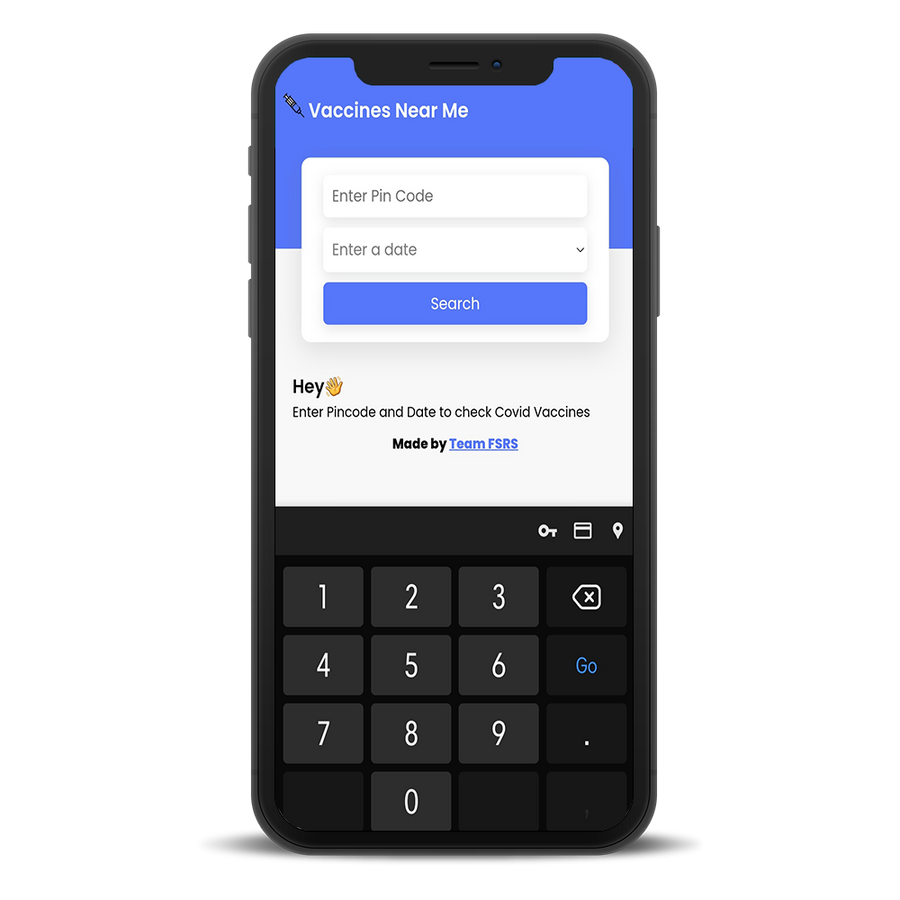 Vaccines Near Me
Enter Pin Code
Enter a date
Search
Hey👋
Enter Pincode and Date to check Covid Vaccines
Made by Team FSRS
1 2 3
4 5 6 Go
7 8 9 .
0 ,